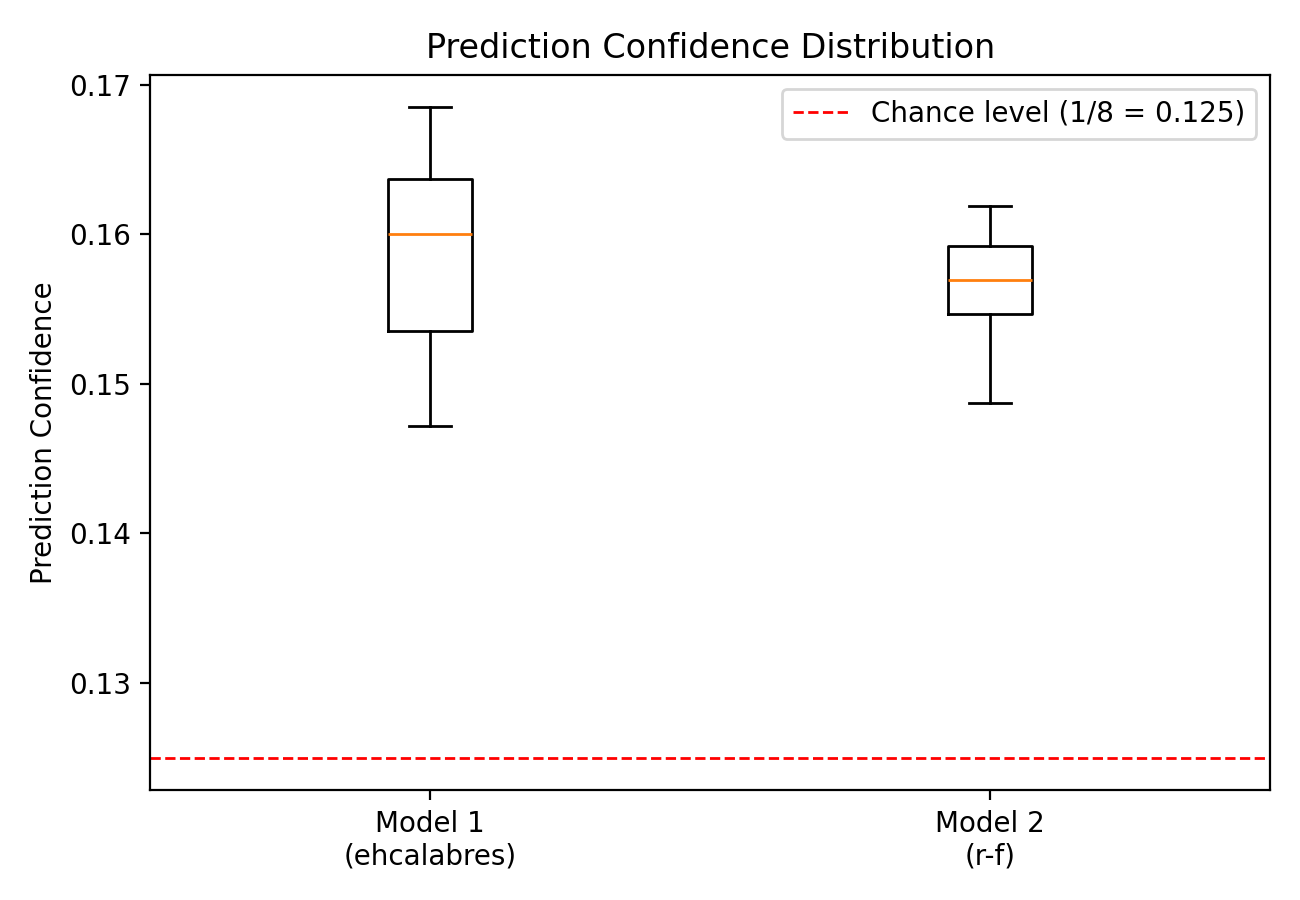 Prediction Confidence Distribution
Chance level (1/8 = 0.125)
Prediction Confidence
0.17
0.16
0.15
0.14
0.13
Model 1
(ehcalabres)
Model 2
(r-f)